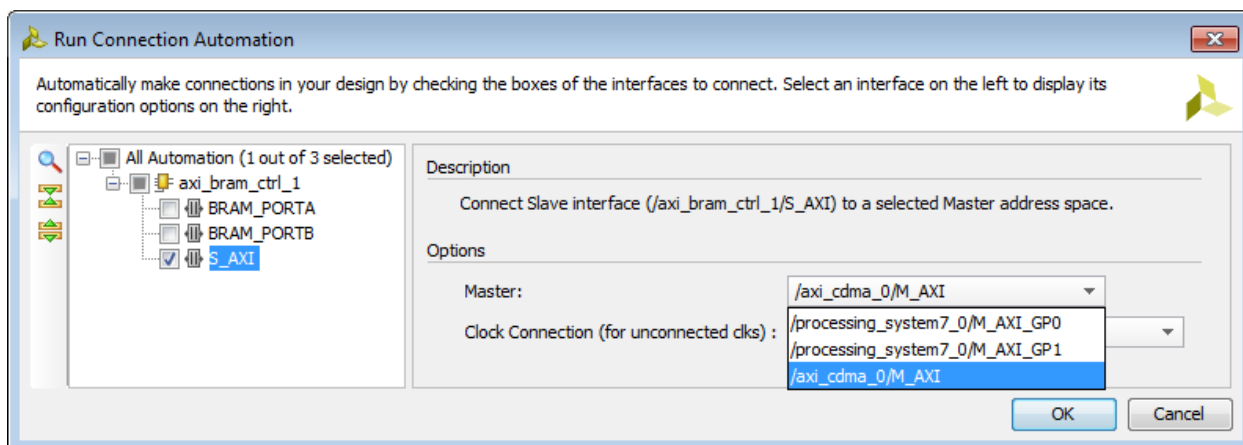 Run Connection Automation
Automatically make connections in your design by checking the boxes of the interfaces to connect. Select an interface on the left to display its
configuration options on the right.
All Automation (1 out of 3 selected)
axi_bram_ctrl_1
BRAM_PORTA
BRAM_PORTB
S_AXI
Description
Connect Slave interface (/axi_bram_ctrl_1/S_AXI) to a selected Master address space.
Options
Master:
/axi_cdma_0/M_AXI
Clock Connection (for unconnected clks) :
/processing_system7_0/M_AXI_GP0
/processing_system7_0/M_AXI_GP1
/axi_cdma_0/M_AXI
OK
Cancel